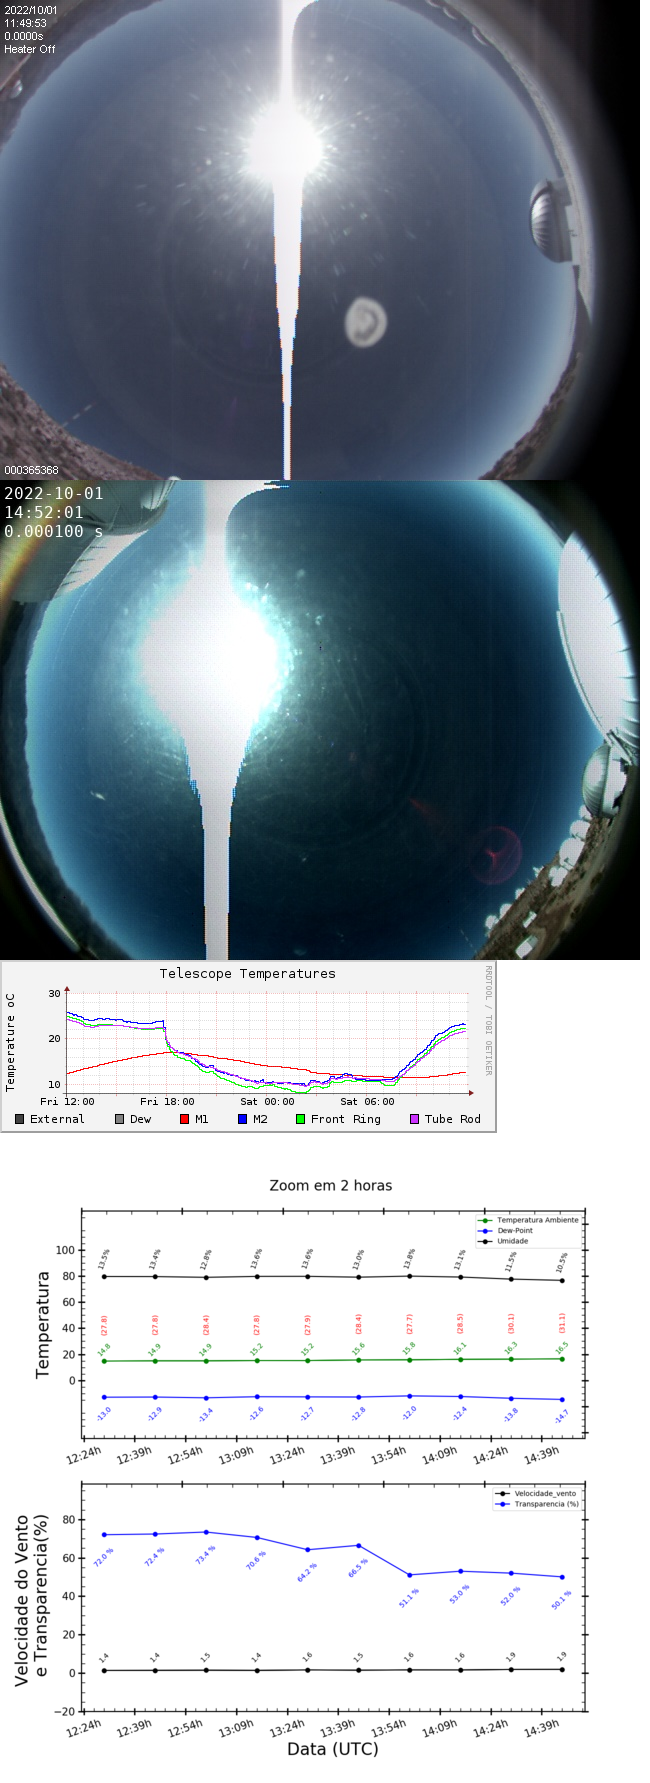 2022/10/01
11:49:53
0.0000s
Heater Off
000365368
2022-10-01
14:52:01
0.000100 s
Telescope Temperatures
RRDTOOL / TOBI OETIKER
Temperature oC
30
20
10
Fri 12:00 Fri 18:00 Sat 00:00 Sat 06:00
External Dew M1 M2 Front Ring Tube Rod
Zoom em 2 horas
Temperatura Ambiente
Dew-Point
Umidade
Temperatura
100
80
60
40
20
0
13.5% 13.4% 12.8% 13.6% 13.6% 13.0% 13.8% 13.1% 11.5% 10.5%
(27.8) (27.8) (28.4) (27.8) (27.9) (28.4) (27.7) (28.5) (30.1) (31.1)
14.8 14.9 14.9 15.2 15.2 15.6 15.8 16.1 16.3 16.5
-13.0 -12.9 -13.4 -12.6 -12.7 -12.8 -12.0 -12.4 -13.8 -14.7
12:24h 12:39h 12:54h 13:09h 13:24h 13:39h 13:54h 14:09h 14:24h 14:39h
Velocidade_vento
Transparencia (%)
Velocidade do Vento
e Transparencia(%)
80
60
40
20
0
−20
72.0 % 72.4 % 73.4 % 70.6 % 64.2 % 66.5 % 51.1 % 53.0 % 52.0 % 50.1 %
1.4 1.4 1.5 1.4 1.6 1.5 1.6 1.6 1.9 1.9
12:24h 12:39h 12:54h 13:09h 13:24h 13:39h 13:54h 14:09h 14:24h 14:39h
Data (UTC)